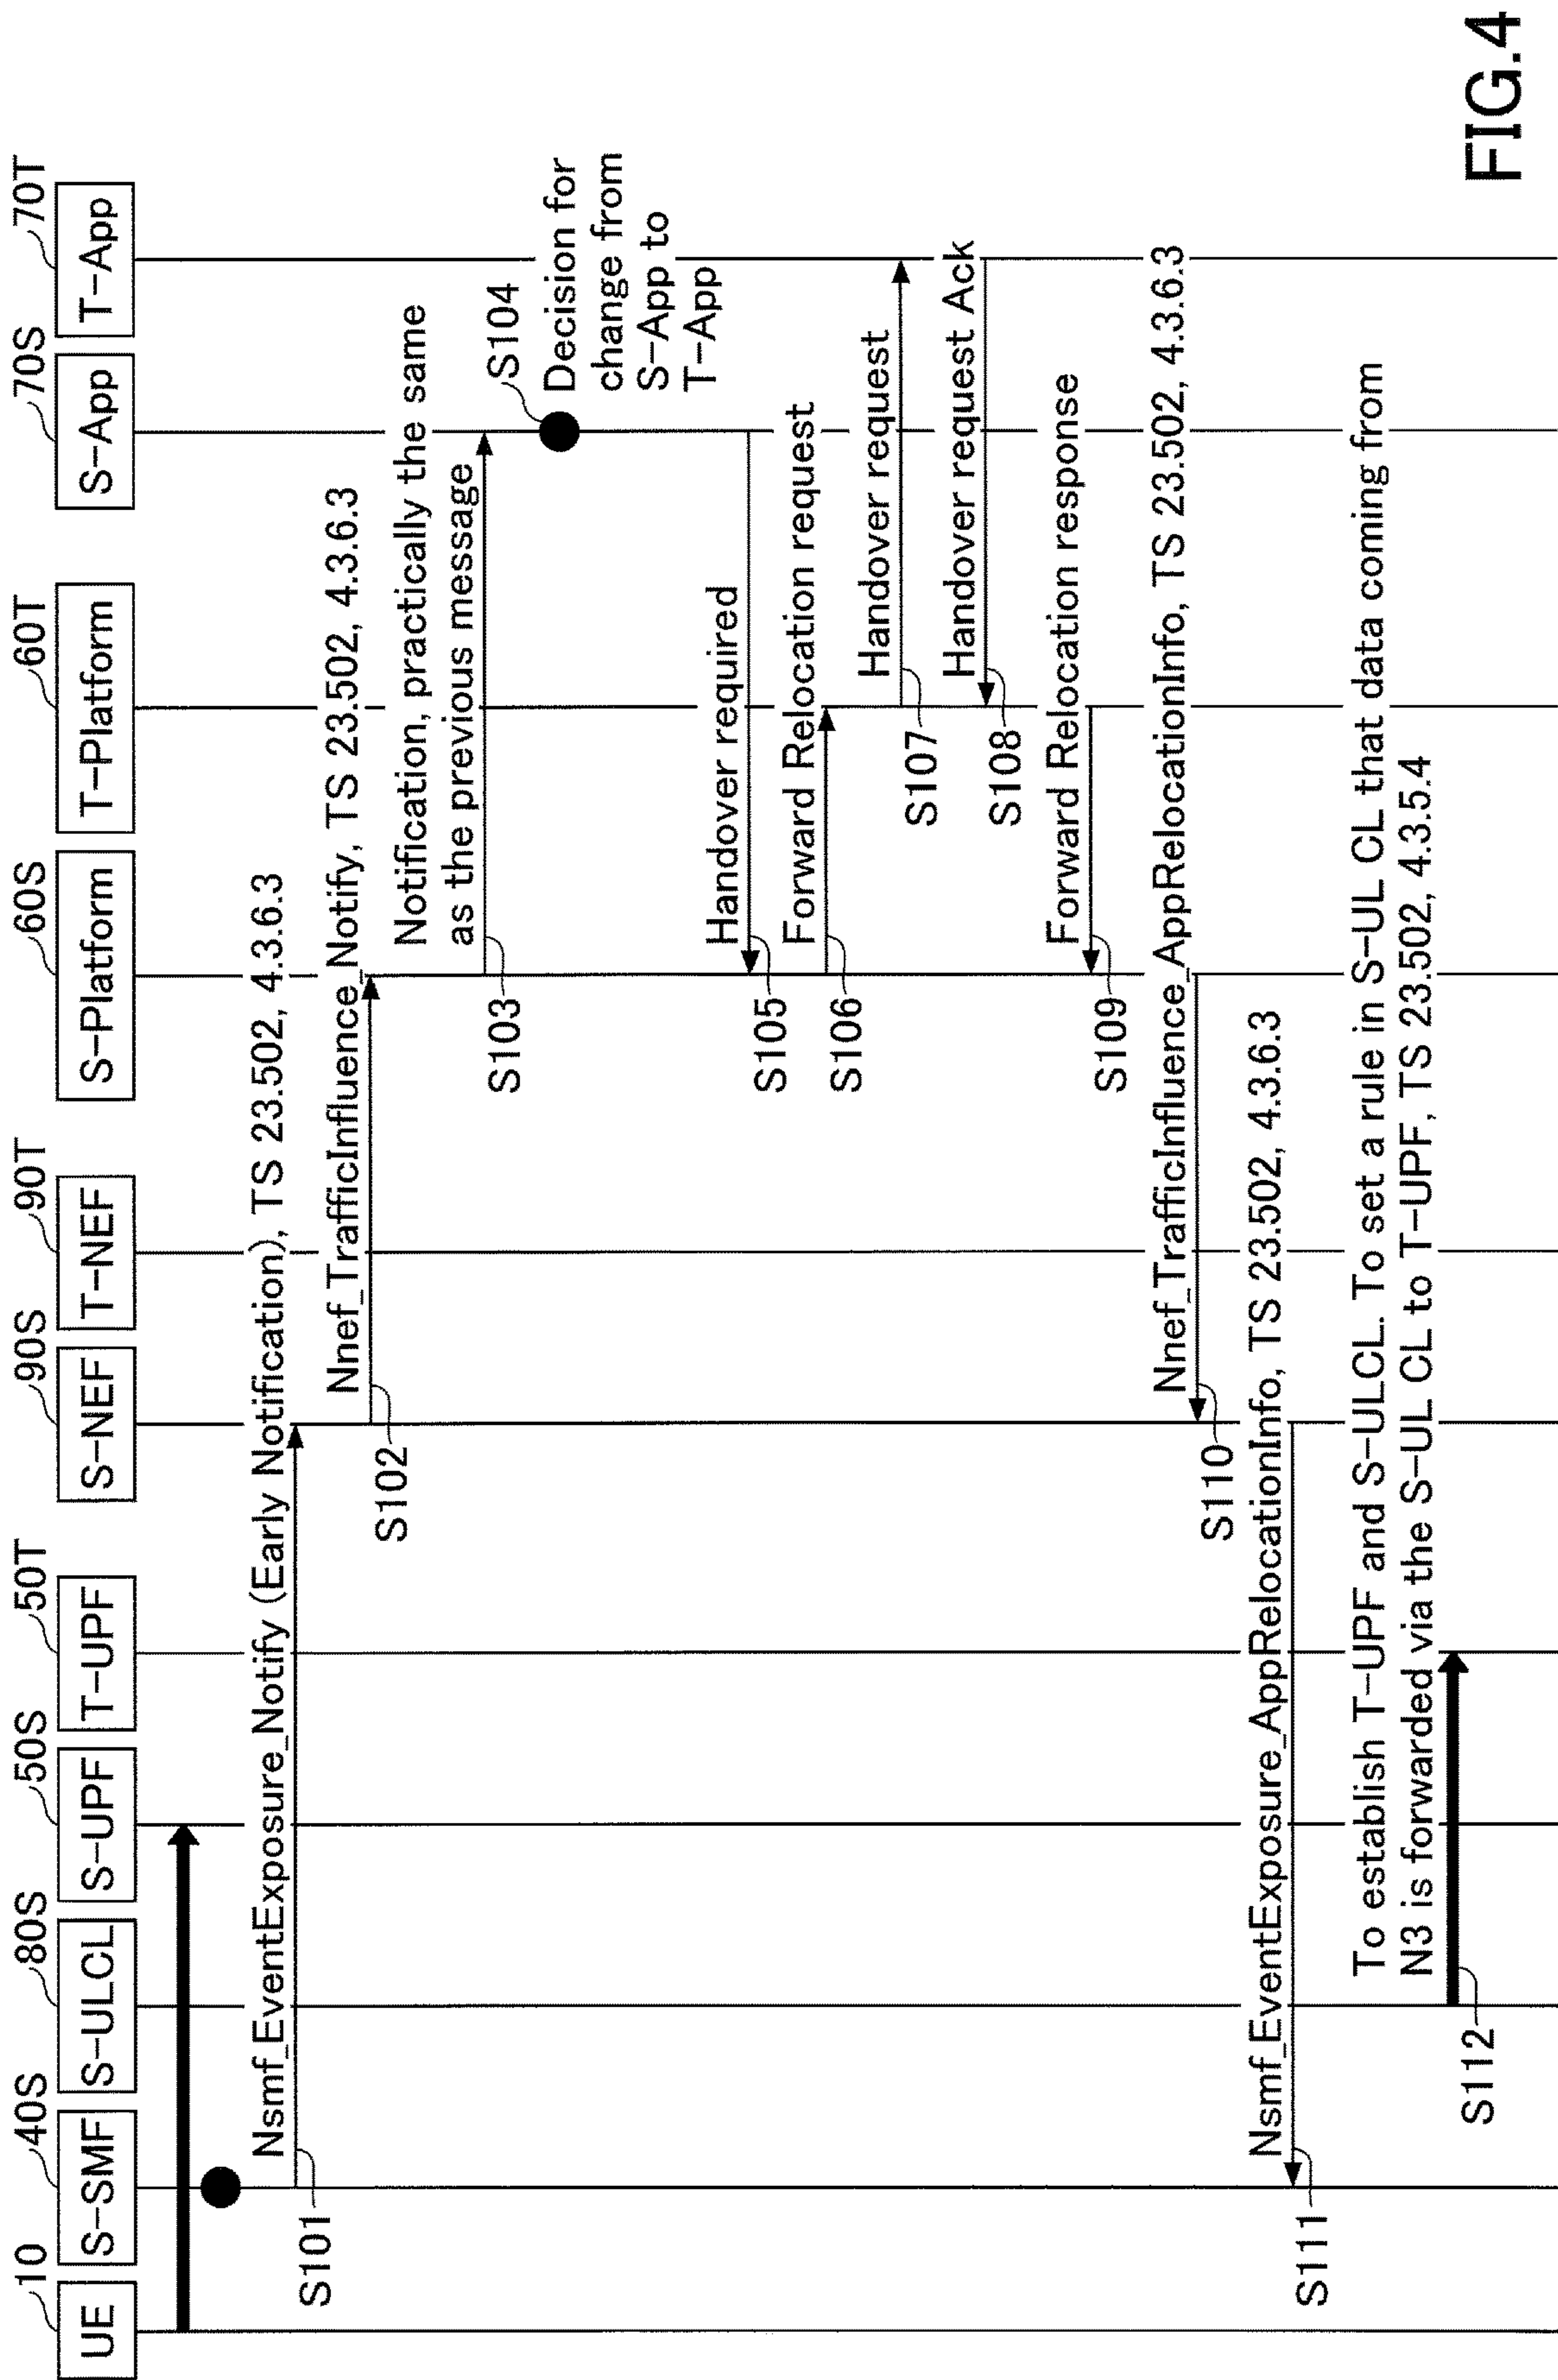 10
40S
80S
50S
50T
90S
90T
60S
60T
70S
70T
UE
S-SMF
S-ULCL
S-UPF
T-UPF
S-NEF
T-NEF
S-Platform
T-Platform
S-App
T-App
Nsmf_EventExposure_Notify (Early Notification), TS 23.502, 4.3.6.3
S101
Nnef_TrafficInfluence_Notify, TS 23.502, 4.3.6.3
S102
Notification, practically the same
as the previous message
S103
S104
Decision for
change from
S-App to
T-App
Handover required
S105
Forward Relocation request
S106
Handover request
S107
Handover request Ack
S108
Forward Relocation response
S109
Nnef_TrafficInfluence_AppRelocationInfo, TS 23.502, 4.3.6.3
S110
Nsmf_EventExposure_AppRelocationInfo, TS 23.502, 4.3.6.3
S111
To establish T-UPF and S-ULCL. To set a rule in S-UL CL that data coming from
N3 is forwarded via the S-UL CL to T-UPF, TS 23.502, 4.3.5.4
S112
FIG.4